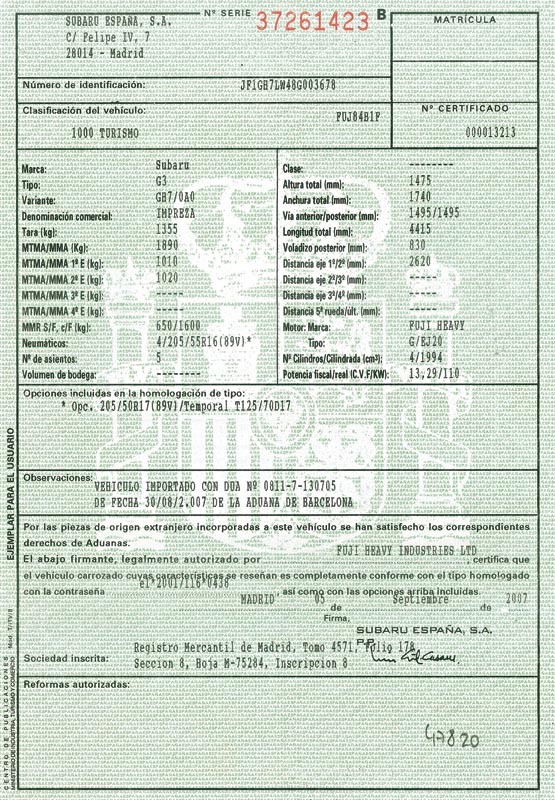 SUBARU ESPAÑA, S.A.
C/ Felipe IV, 7
28014 - Madrid
Nº SERIE 37261423 B
MATRÍCULA
Número de identificación: JF1GH7LW48G003678
Clasificación del vehículo: FUJ84B1F
1000 TURISMO
Nº CERTIFICADO
000013213
Marca: Subaru
Tipo: G3
Variante: GH7/0A0
Denominación comercial: IMPREZA
Tara (kg): 1355
MTMA/MMA (Kg): 1890
MTMA/MMA 1º E (kg): 1010
MTMA/MMA 2º E (kg): 1020
MTMA/MMA 3º E (kg): -----
MTMA/MMA 4º E (kg): -----
MMR S/F, c/F (kg): 650/1600
Neumáticos: 4/205/55R16(89V)*
Nº de asientos: 5
Volumen de bodega: -----
Clase: --------
Altura total (mm): 1475
Anchura total (mm): 1740
Vía anterior/posterior (mm): 1495/1495
Longitud total (mm): 4415
Voladizo posterior (mm): 830
Distancia eje 1º/2º (mm): 2620
Distancia eje 2º/3º (mm): -----
Distancia eje 3º/4º (mm): -----
Distancia 5ª rueda/últ. (mm): -----
Motor: Marca: FUJI HEAVY
Tipo: G/EJ20
Nº Cilindros/Cilindrada (cm³): 4/1994
Potencia fiscal/real (C.V.F/KW): 13,29/110
Opciones incluidas en la homologación de tipo:
* Opc. 205/50R17(89V)/Temporal T125/70D17
Observaciones:
VEHICULO IMPORTADO CON DUA Nº 0811-7-130705
DE FECHA 30/08/2.007 DE LA ADUANA DE BARCELONA
Por las piezas de origen extranjero incorporadas a este vehículo se han satisfecho los correspondientes
derechos de Aduanas.
El abajo firmante, legalmente autorizado por FUJI HEAVY INDUSTRIES LTD, certifica que
el vehículo carrozado cuyas características se reseñan es completamente conforme con el tipo homologado
con la contraseña e1*2001/116*0438 así como con las opciones arriba incluidas.
MADRID 05 de Septiembre de 2007
Firma,
SUBARU ESPAÑA, S.A.
P.P.
Sociedad inscrita: Registro Mercantil de Madrid, Tomo 4571, Folio 174,
Seccion 8, Hoja M-75284, Inscripcion 8
Reformas autorizadas:
47820
EJEMPLAR PARA EL USUARIO
CENTRO DE PUBLICACIONES
MINISTERIO DE INDUSTRIA, TURISMO Y COMERCIO